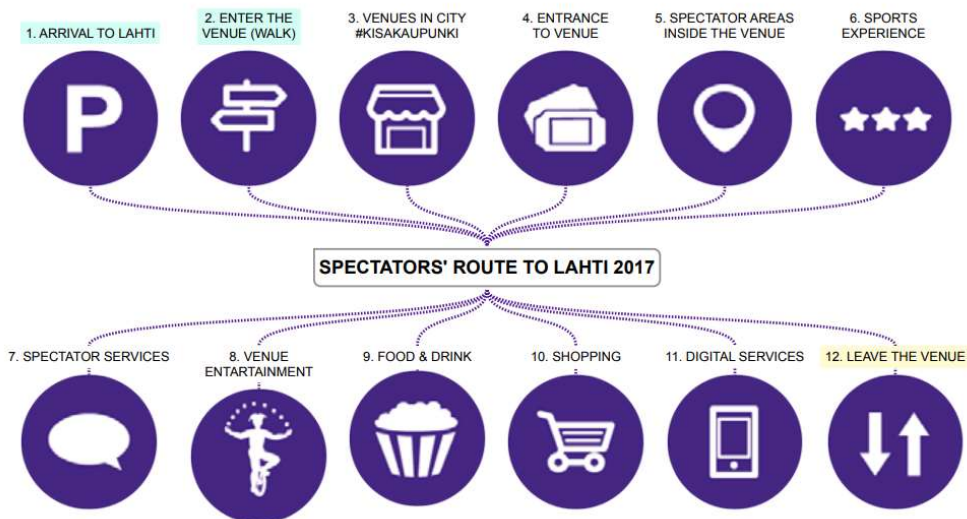 1. ARRIVAL TO LAHTI
2. ENTER THE
VENUE (WALK)
3. VENUES IN CITY
#KISAKAUPUNKI
4. ENTRANCE
TO VENUE
5. SPECTATOR AREAS
INSIDE THE VENUE
6. SPORTS
EXPERIENCE
P
SPECTATORS' ROUTE TO LAHTI 2017
7. SPECTATOR SERVICES
8. VENUE
ENTARTAINMENT
9. FOOD & DRINK
10. SHOPPING
11. DIGITAL SERVICES
12. LEAVE THE VENUE